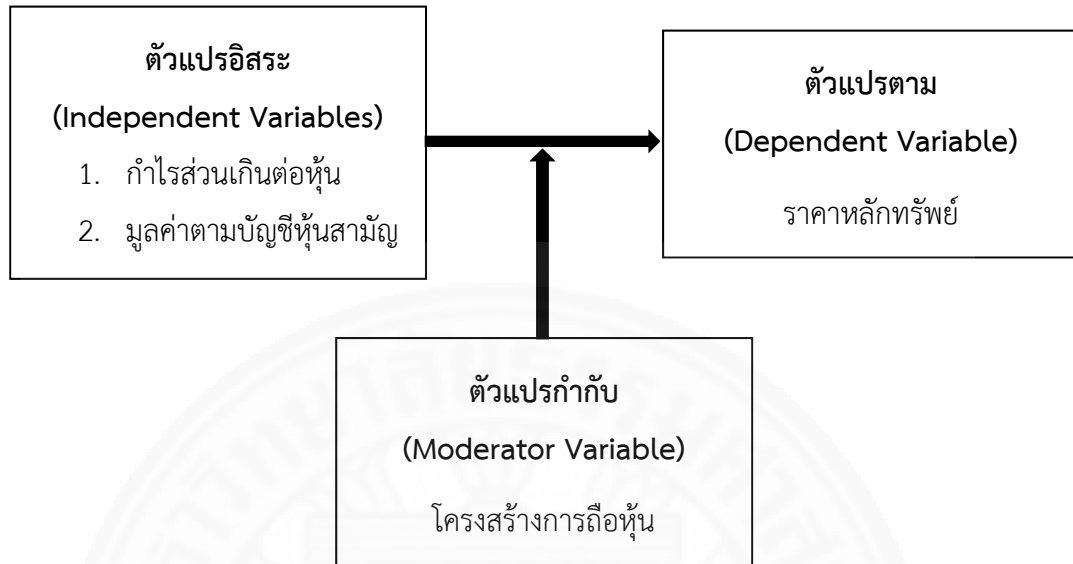 ตัวแปรอิสระ
(Independent Variables)
1. กำไรส่วนเกินต่อหุ้น
2. มูลค่าตามบัญชีหุ้นสามัญ
ตัวแปรตาม
(Dependent Variable)
ราคาหลักทรัพย์
ตัวแปรกำกับ
(Moderator Variable)
โครงสร้างการถือหุ้น